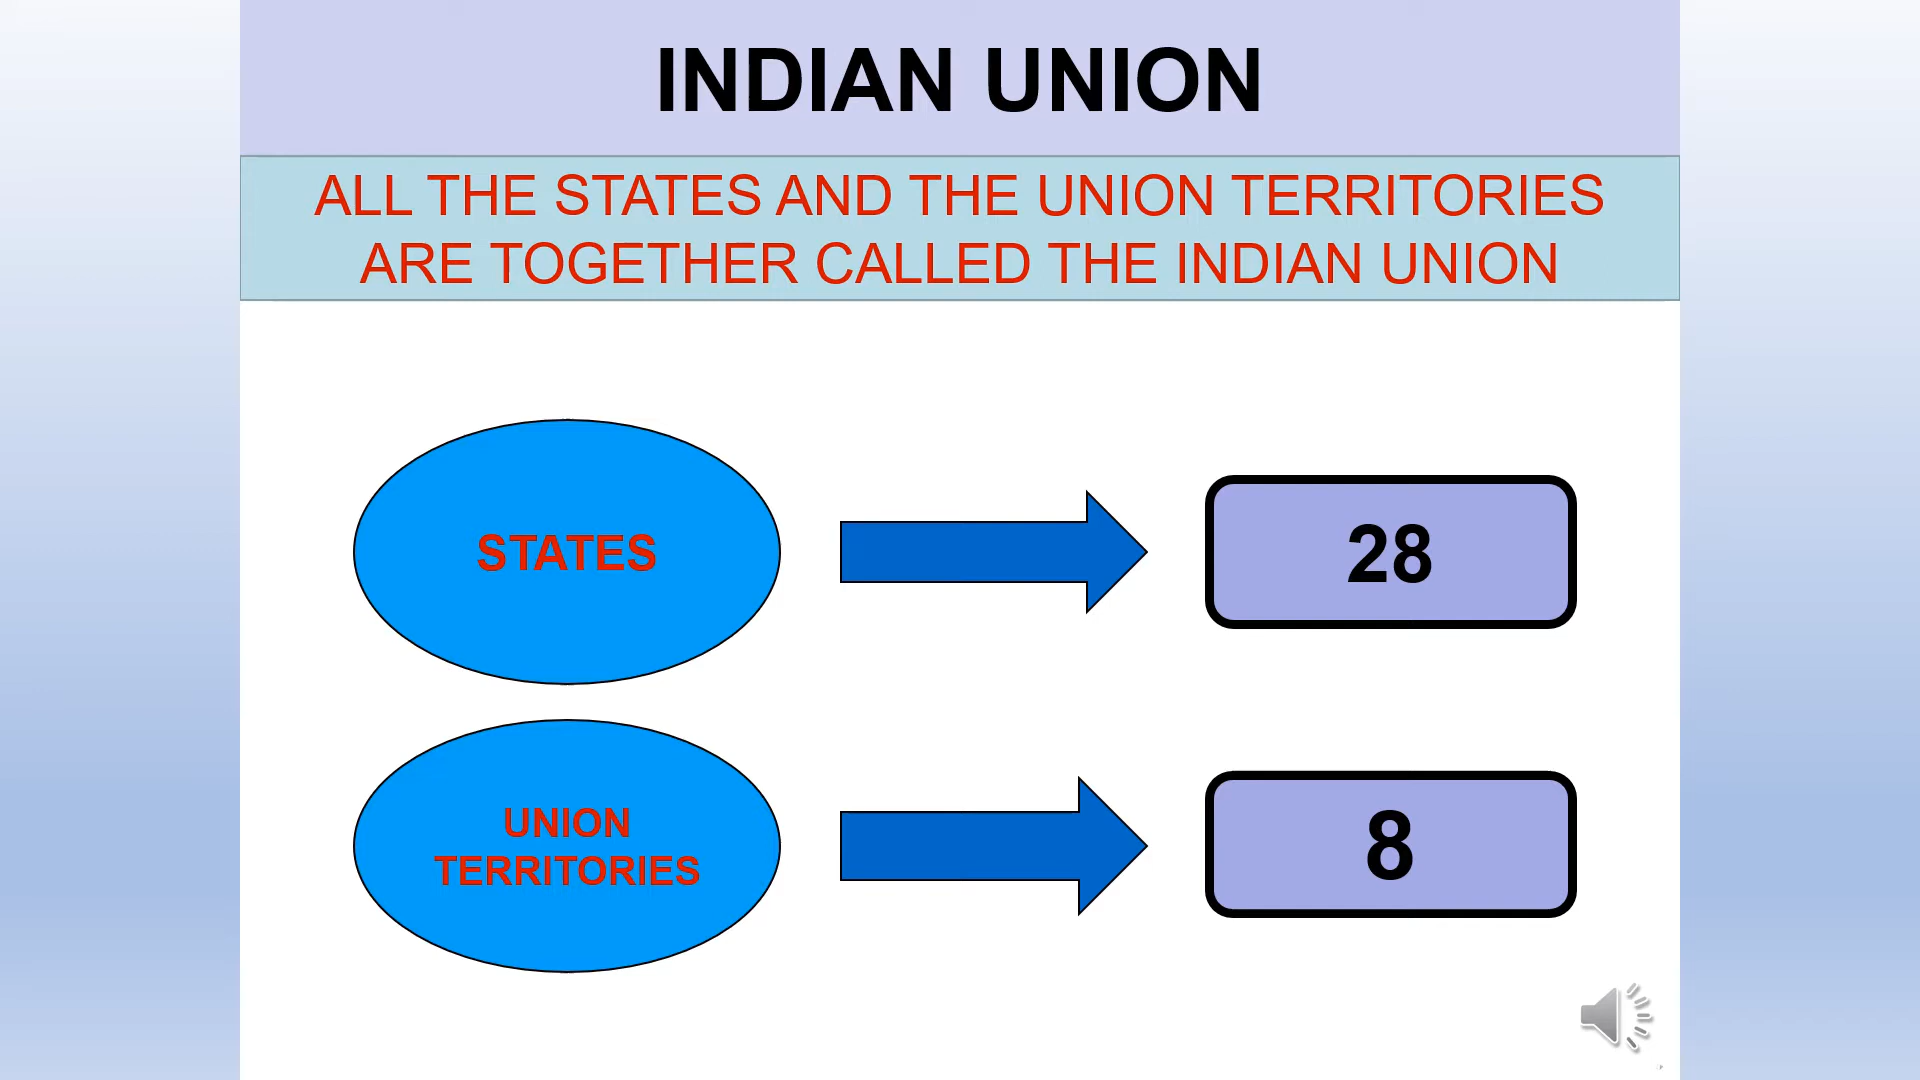 INDIAN UNION
ALL THE STATES AND THE UNION TERRITORIES
ARE TOGETHER CALLED THE INDIAN UNION
STATES
28
UNION
TERRITORIES
8